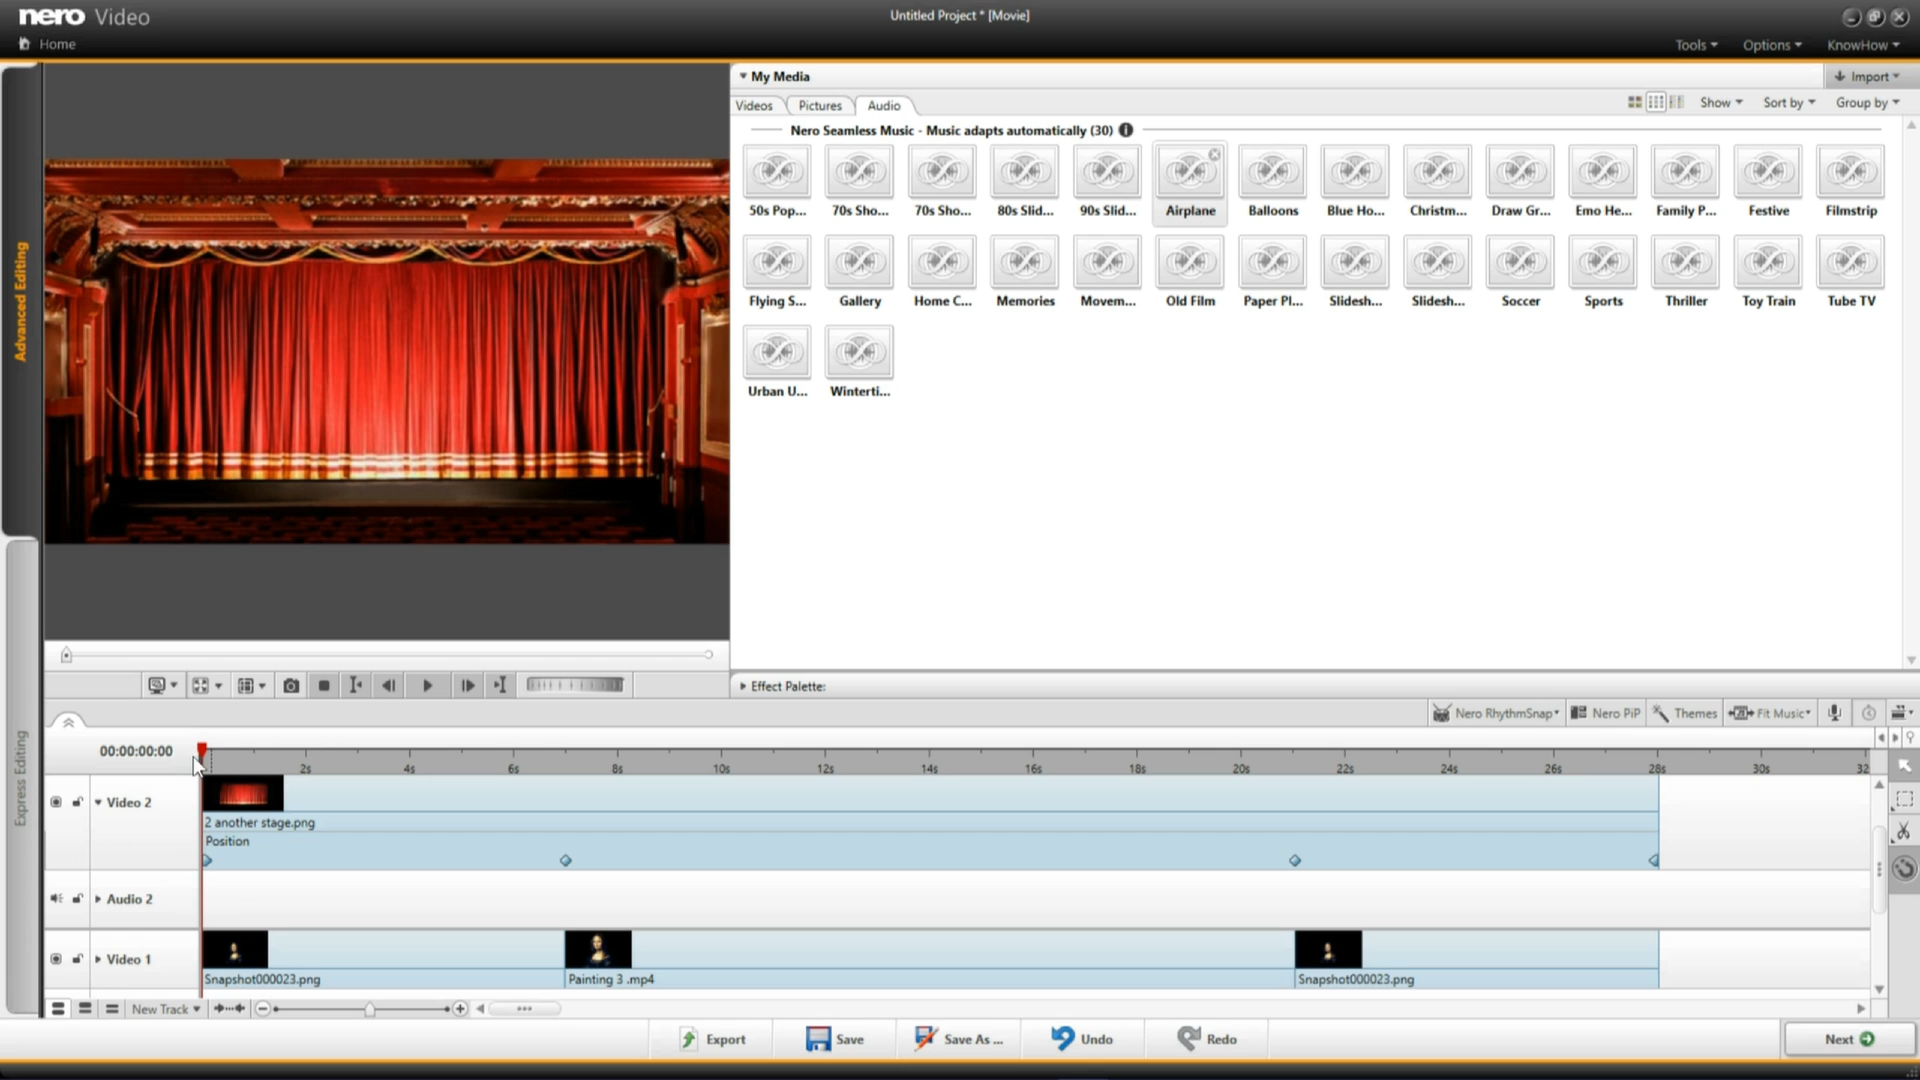 nero Video
Untitled Project * [Movie]
Home
Tools
Options
KnowHow
My Media
Import
Videos
Pictures
Audio
Show
Sort by
Group by
Nero Seamless Music - Music adapts automatically (30)
50s Pop...
70s Sho...
70s Sho...
80s Slid...
90s Slid...
Airplane
Balloons
Blue Ho...
Christm...
Draw Gr...
Emo He...
Family P...
Festive
Filmstrip
Flying S...
Gallery
Home C...
Memories
Movem...
Old Film
Paper Pl...
Slidesh...
Slidesh...
Soccer
Sports
Thriller
Toy Train
Tube TV
Urban U...
Winterti...
Advanced Editing
Express Editing
Effect Palette:
Nero RhythmSnap
Nero PiP
Themes
Fit Music
00:00:00:00
2s
4s
6s
8s
10s
12s
14s
16s
18s
20s
22s
24s
26s
28s
30s
32
Video 2
2 another stage.png
Position
Audio 2
Video 1
Snapshot000023.png
Painting 3 .mp4
Snapshot000023.png
New Track
Export
Save
Save As ...
Undo
Redo
Next